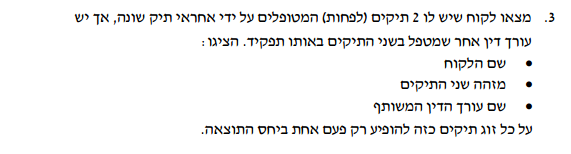 3. מצאו לקוח שיש לו 2 תיקים (לפחות) המטופלים על ידי אחראי תיק שונה, אך יש
עורך דין אחר שמטפל בשני התיקים באותו תפקיד. הציגו:
• שם הלקוח
• מזהה שני התיקים
• שם עורך הדין המשותף
על כל זוג תיקים כזה להופיע רק פעם אחת ביחס התוצאה.